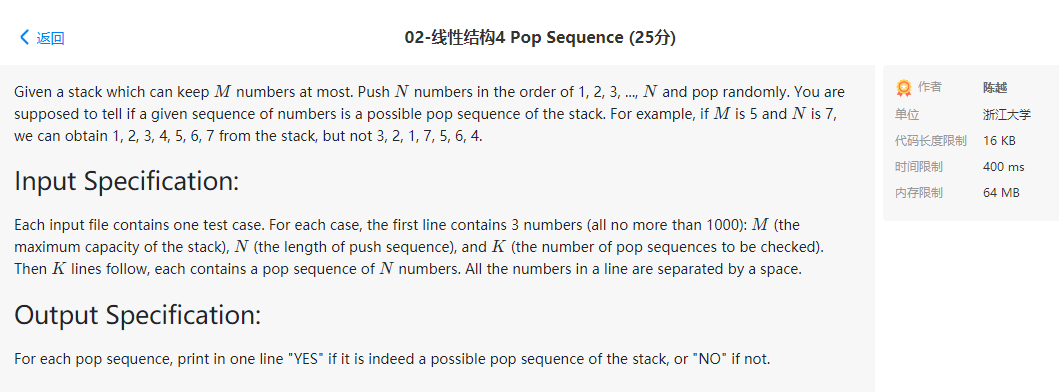 返回
02-线性结构4 Pop Sequence (25分)
Given a stack which can keep M numbers at most. Push N numbers in the order of 1, 2, 3, ..., N and pop randomly. You are
supposed to tell if a given sequence of numbers is a possible pop sequence of the stack. For example, if M is 5 and N is 7,
we can obtain 1, 2, 3, 4, 5, 6, 7 from the stack, but not 3, 2, 1, 7, 5, 6, 4.
Input Specification:
Each input file contains one test case. For each case, the first line contains 3 numbers (all no more than 1000): M (the
maximum capacity of the stack), N (the length of push sequence), and K (the number of pop sequences to be checked).
Then K lines follow, each contains a pop sequence of N numbers. All the numbers in a line are separated by a space.
Output Specification:
For each pop sequence, print in one line "YES" if it is indeed a possible pop sequence of the stack, or "NO" if not.
作者 陈越
单位 浙江大学
代码长度限制 16 KB
时间限制 400 ms
内存限制 64 MB